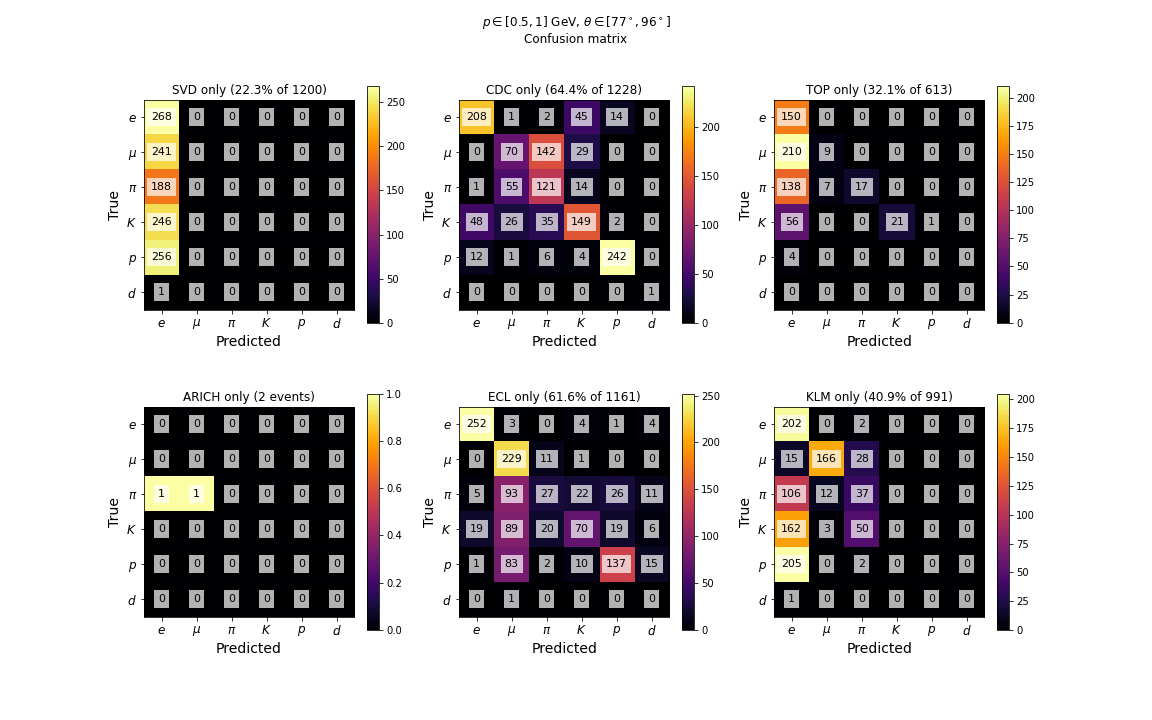 p ∈ [0.5, 1] GeV, θ ∈ [77°, 96°]
Confusion matrix
SVD only (22.3% of 1200)
e 268 0 0 0 0 0
μ 241 0 0 0 0 0
π 188 0 0 0 0 0
K 246 0 0 0 0 0
p 256 0 0 0 0 0
d 1 0 0 0 0 0
e μ π K p d
True
Predicted
250
200
150
100
50
0
CDC only (64.4% of 1228)
e 208 1 2 45 14 0
μ 0 70 142 29 0 0
π 1 55 121 14 0 0
K 48 26 35 149 2 0
p 12 1 6 4 242 0
d 0 0 0 0 0 1
e μ π K p d
True
Predicted
200
150
100
50
0
TOP only (32.1% of 613)
e 150 0 0 0 0 0
μ 210 9 0 0 0 0
π 138 7 17 0 0 0
K 56 0 0 21 1 0
p 4 0 0 0 0 0
d 0 0 0 0 0 0
e μ π K p d
True
Predicted
200
175
150
125
100
75
50
25
0
ARICH only (2 events)
e 0 0 0 0 0 0
μ 0 0 0 0 0 0
π 1 1 0 0 0 0
K 0 0 0 0 0 0
p 0 0 0 0 0 0
d 0 0 0 0 0 0
e μ π K p d
True
Predicted
1.0
0.8
0.6
0.4
0.2
0.0
ECL only (61.6% of 1161)
e 252 3 0 4 1 4
μ 0 229 11 1 0 0
π 5 93 27 22 26 11
K 19 89 20 70 19 6
p 1 83 2 10 137 15
d 0 1 0 0 0 0
e μ π K p d
True
Predicted
250
200
150
100
50
0
KLM only (40.9% of 991)
e 202 0 2 0 0 0
μ 15 166 28 0 0 0
π 106 12 37 0 0 0
K 162 3 50 0 0 0
p 205 0 2 0 0 0
d 1 0 0 0 0 0
e μ π K p d
True
Predicted
200
175
150
125
100
75
50
25
0